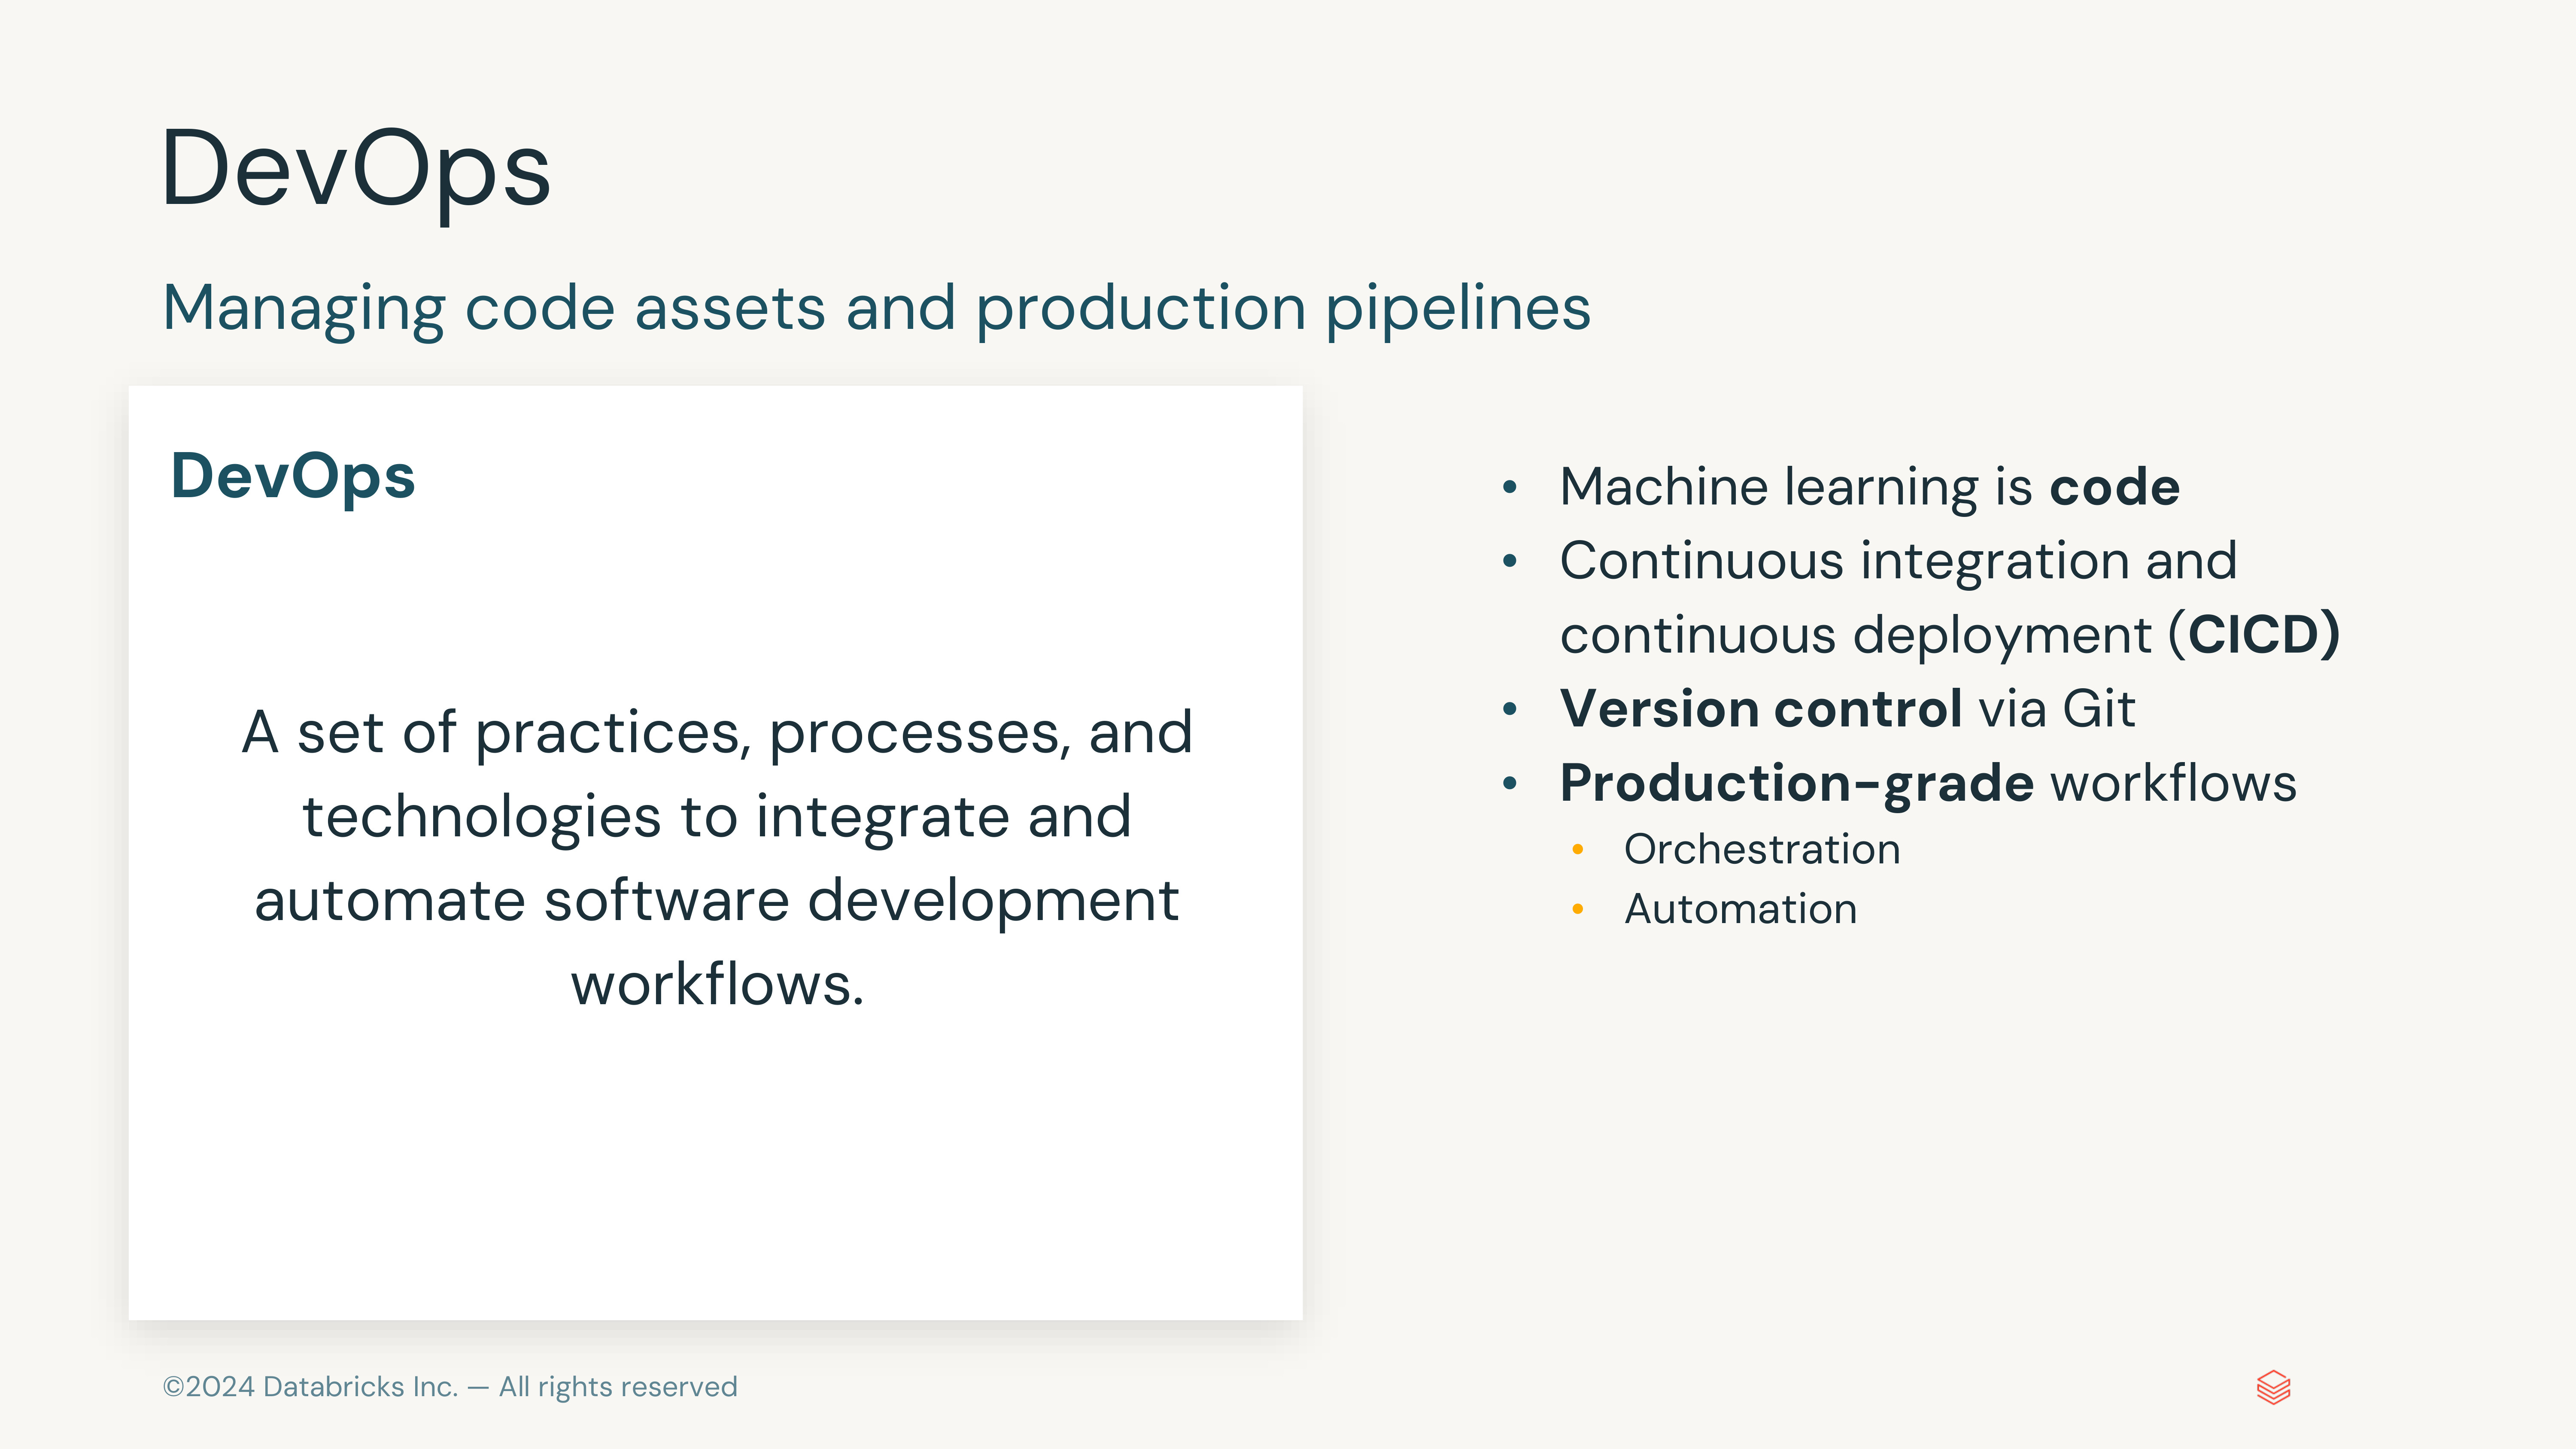 DevOps
Managing code assets and production pipelines
DevOps
A set of practices, processes, and
technologies to integrate and
automate software development
workflows.
• Machine learning is code
• Continuous integration and
continuous deployment (CICD)
• Version control via Git
• Production-grade workflows
• Orchestration
• Automation
©2024 Databricks Inc. — All rights reserved